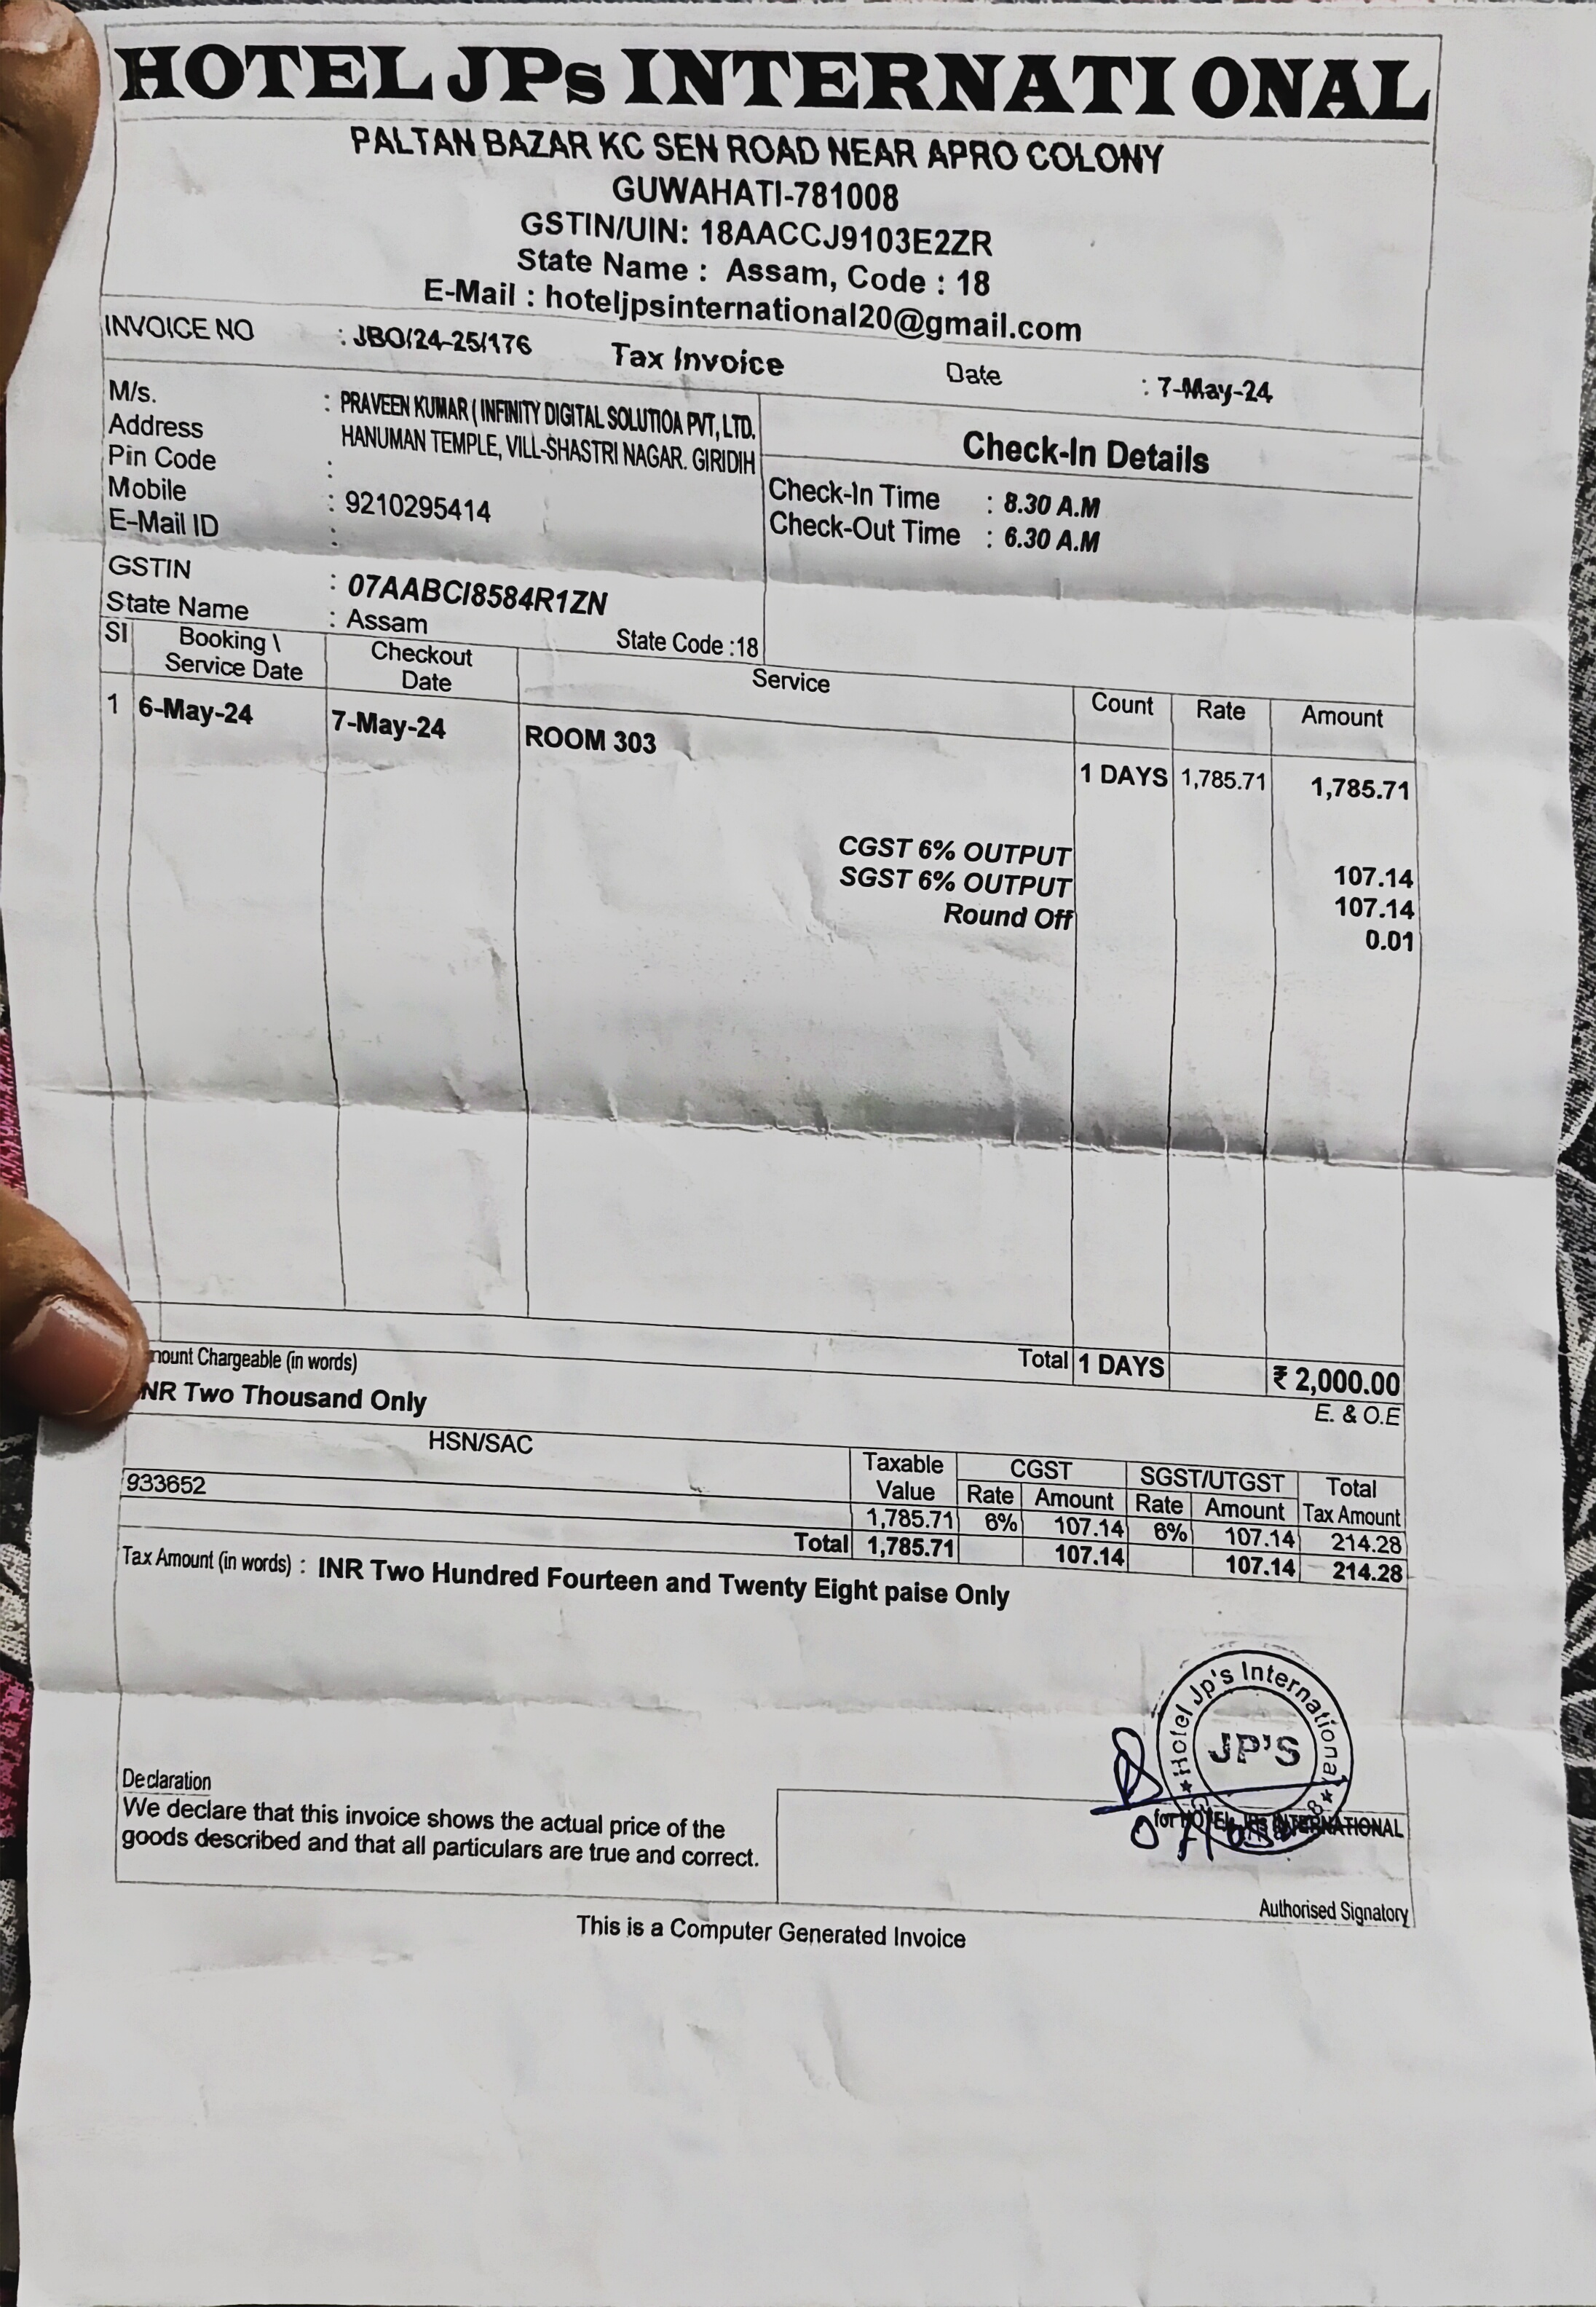 HOTEL JPs INTERNATIONAL
PALTAN BAZAR KC SEN ROAD NEAR APRO COLONY
GUWAHATI-781008
GSTIN/UIN: 18AACCJ9103E2ZR
State Name : Assam, Code : 18
E-Mail : hoteljpsinternational20@gmail.com
INVOICE NO : JBO/24-25/176 Tax Invoice Date : 7-May-24
M/s. : PRAVEEN KUMAR ( INFINITY DIGITAL SOLUTIOA PVT, LTD.
Address HANUMAN TEMPLE, VILL-SHASTRI NAGAR. GIRIDIH
Pin Code :
Mobile : 9210295414
E-Mail ID :
GSTIN : 07AABCI8584R1ZN
State Name : Assam State Code :18
Check-In Details
Check-In Time : 8.30 A.M
Check-Out Time : 6.30 A.M
SI Booking \ Service Date Checkout Date Service Count Rate Amount
1 6-May-24 7-May-24 ROOM 303 1 DAYS 1,785.71 1,785.71
CGST 6% OUTPUT 107.14
SGST 6% OUTPUT 107.14
Round Off 0.01
Total 1 DAYS ₹ 2,000.00
mount Chargeable (in words)
E. & O.E
NR Two Thousand Only
HSN/SAC Taxable Value CGST SGST/UTGST Total Tax Amount
Rate Amount Rate Amount
933652 1,785.71 6% 107.14 6% 107.14 214.28
Total 1,785.71 107.14 107.14 214.28
Tax Amount (in words) : INR Two Hundred Fourteen and Twenty Eight paise Only
Hotel Jp's International
JP'S
Declaration
We declare that this invoice shows the actual price of the
goods described and that all particulars are true and correct.
for HOTEL JPs INTERNATIONAL
Authorised Signatory
This is a Computer Generated Invoice